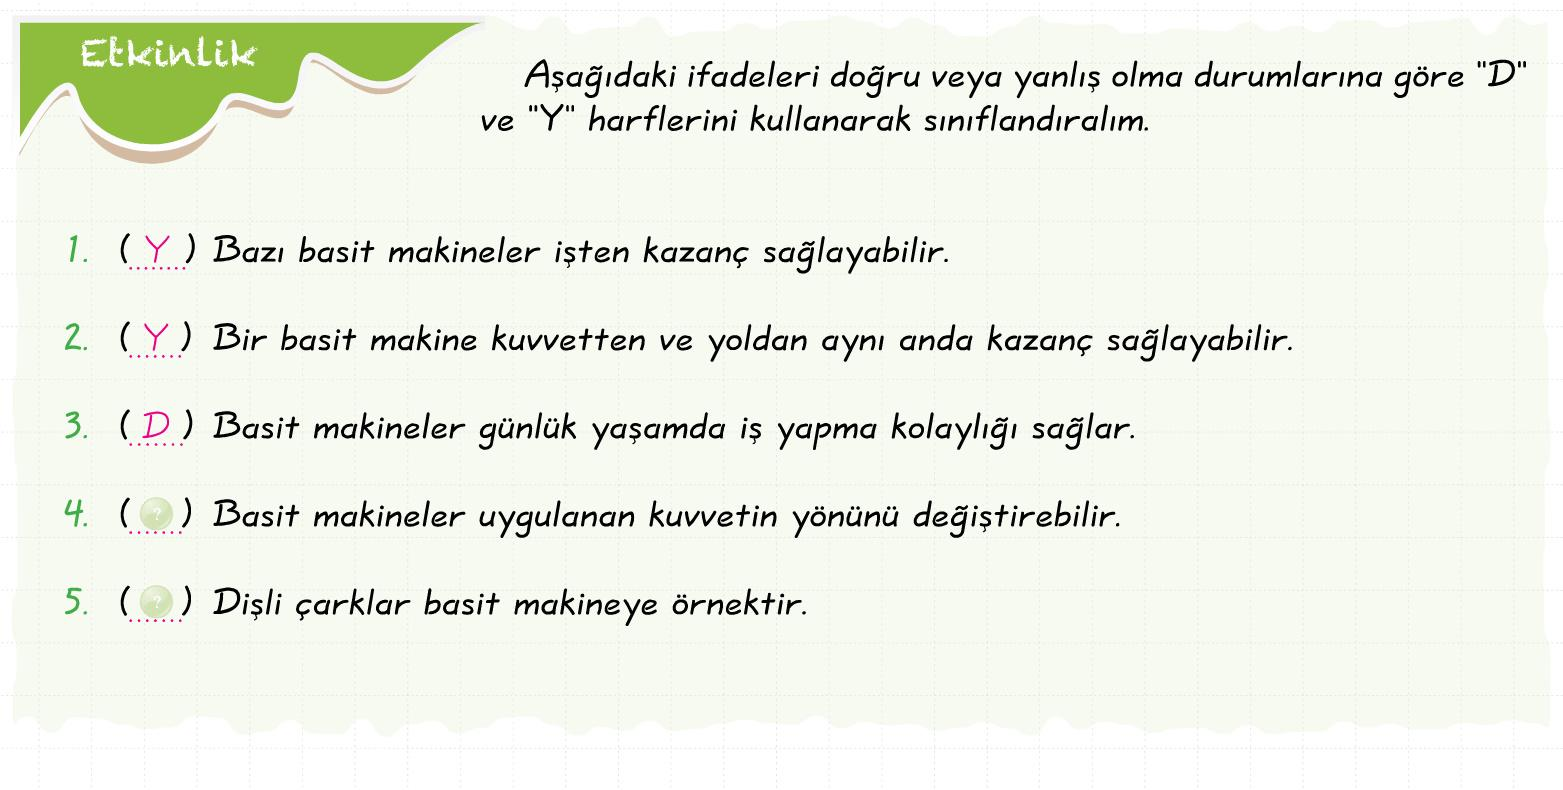 Etkinlik
Aşağıdaki ifadeleri doğru veya yanlış olma durumlarına göre "D"
ve "Y" harflerini kullanarak sınıflandıralım.
1. ( Y ) Bazı basit makineler işten kazanç sağlayabilir.
2. ( Y ) Bir basit makine kuvvetten ve yoldan aynı anda kazanç sağlayabilir.
3. ( D ) Basit makineler günlük yaşamda iş yapma kolaylığı sağlar.
4. ( ? ) Basit makineler uygulanan kuvvetin yönünü değiştirebilir.
5. ( ? ) Dişli çarklar basit makineye örnektir.